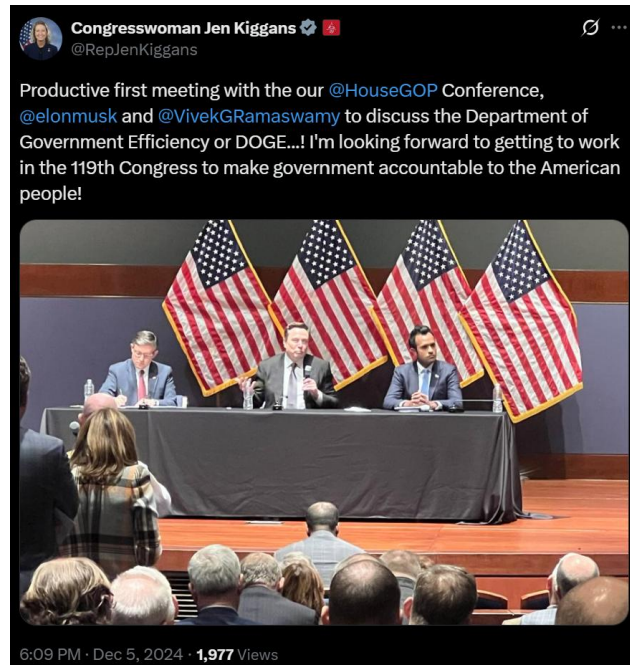 Congresswoman Jen Kiggans
@RepJenKiggans
Productive first meeting with the our @HouseGOP Conference,
@elonmusk and @VivekGRamaswamy to discuss the Department of
Government Efficiency or DOGE...! I'm looking forward to getting to work
in the 119th Congress to make government accountable to the American
people!
6:09 PM · Dec 5, 2024 · 1,977 Views